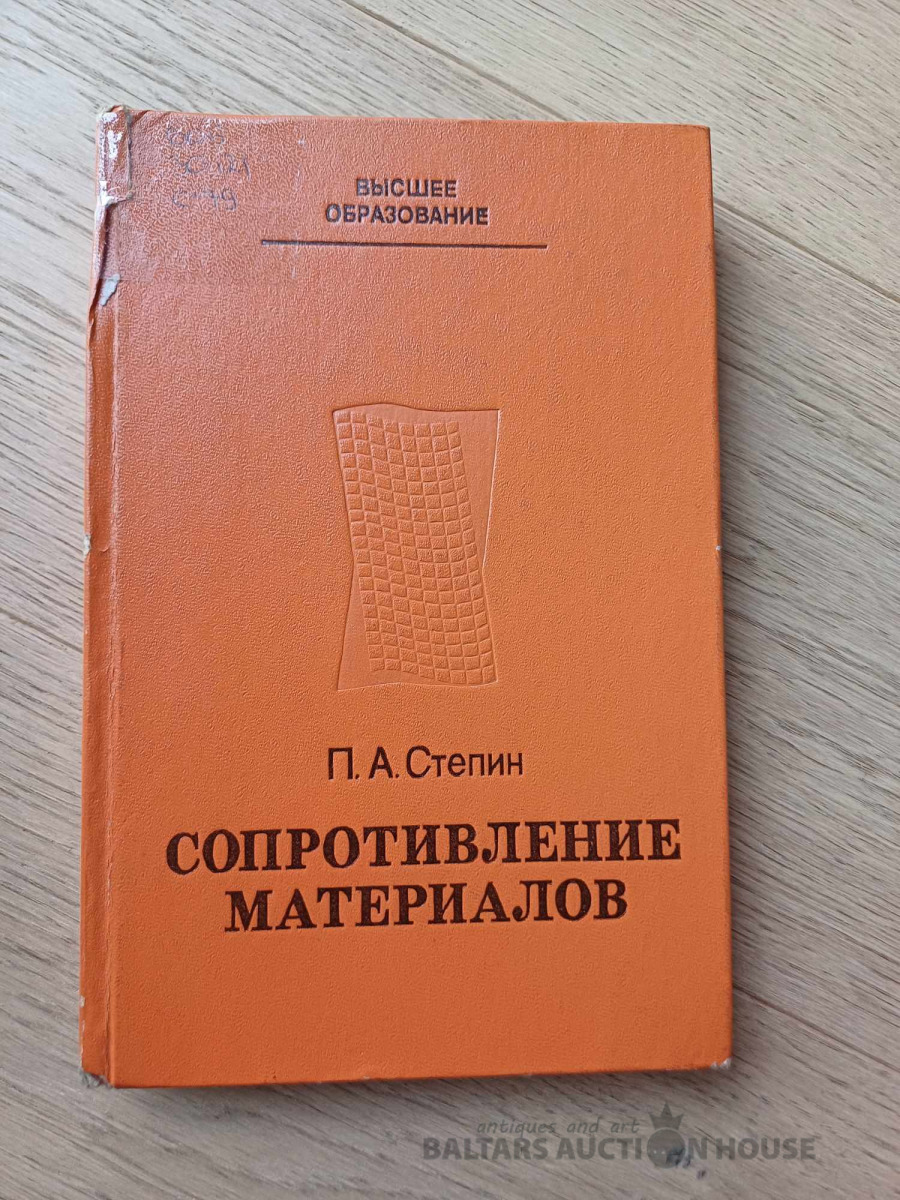 ВЫСШЕЕ
ОБРАЗОВАНИЕ
П. А. Степин
СОПРОТИВЛЕНИЕ
МАТЕРИАЛОВ
antiques and art
BALTARS AUCTION HOUSE